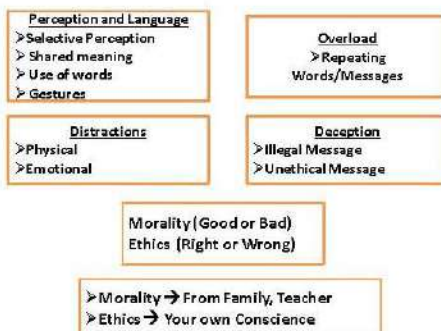 Perception and Language
➢Selective Perception
➢Shared meaning
➢Use of words
➢Gestures
Overload
➢Repeating
Words/Messages
Distractions
➢Physical
➢Emotional
Deception
➢Illegal Message
➢Unethical Message
Morality (Good or Bad)
Ethics (Right or Wrong)
➢Morality → From Family, Teacher
➢Ethics → Your own Conscience